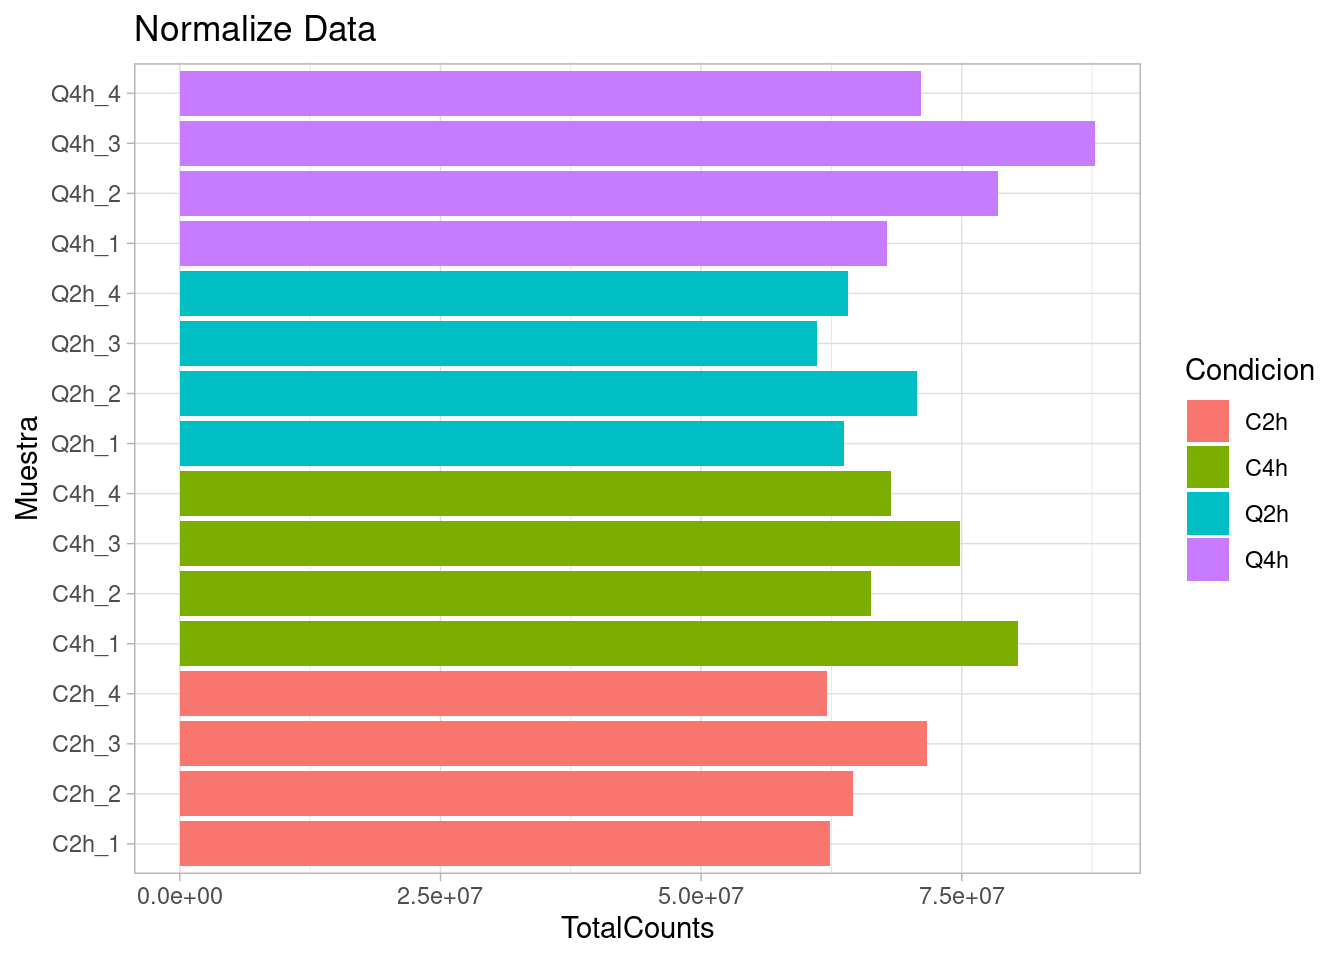 Normalize Data
Q4h_4
Q4h_3
Q4h_2
Q4h_1
Q2h_4
Q2h_3
Q2h_2
Q2h_1
C4h_4
C4h_3
C4h_2
C4h_1
C2h_4
C2h_3
C2h_2
C2h_1
Muestra
0.0e+00 2.5e+07 5.0e+07 7.5e+07
TotalCounts
Condicion
C2h
C4h
Q2h
Q4h